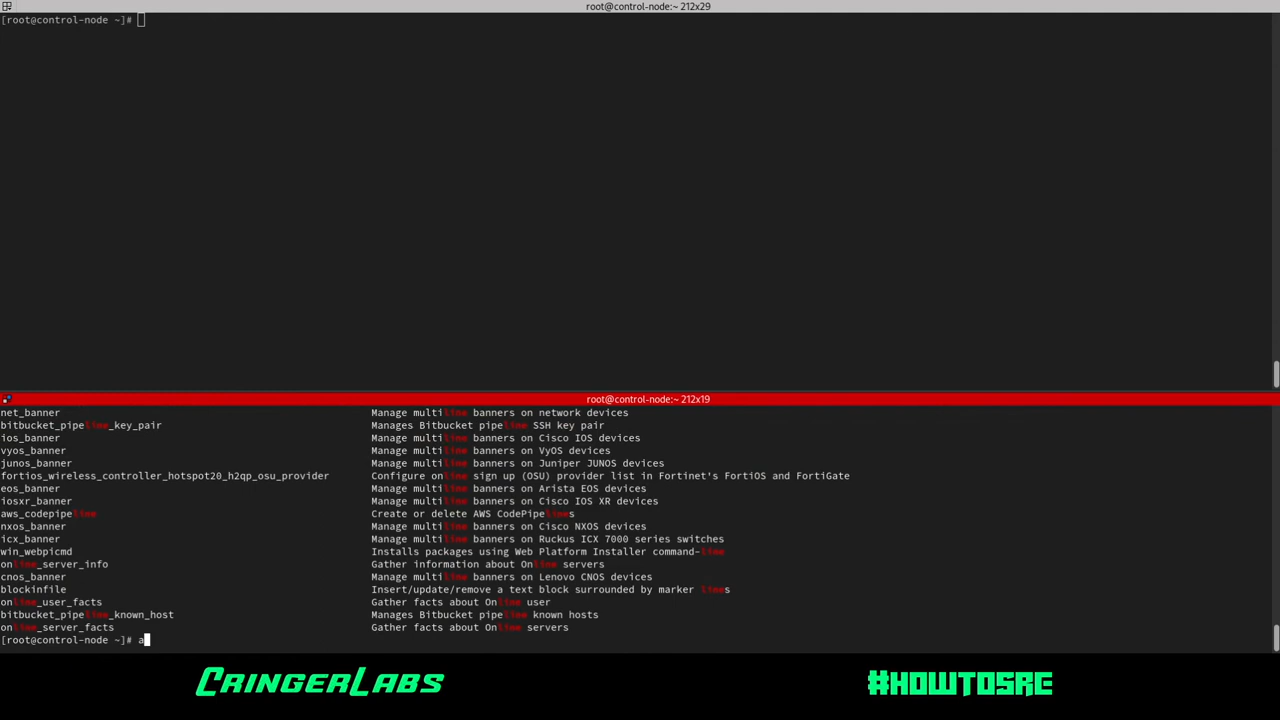 root@control-node:~ 212x29
[root@control-node ~]#
root@control-node:~ 212x19
net_banner Manage multiline banners on network devices
bitbucket_pipeline_key_pair Manages Bitbucket pipeline SSH key pair
ios_banner Manage multiline banners on Cisco IOS devices
vyos_banner Manage multiline banners on VyOS devices
junos_banner Manage multiline banners on Juniper JUNOS devices
fortios_wireless_controller_hotspot20_h2qp_osu_provider Configure online sign up (OSU) provider list in Fortinet's FortiOS and FortiGate
eos_banner Manage multiline banners on Arista EOS devices
iosxr_banner Manage multiline banners on Cisco IOS XR devices
aws_codepipeline Create or delete AWS CodePipelines
nxos_banner Manage multiline banners on Cisco NXOS devices
icx_banner Manage multiline banners on Ruckus ICX 7000 series switches
win_webpicmd Installs packages using Web Platform Installer command-line
online_server_info Gather information about Online servers
cnos_banner Manage multiline banners on Lenovo CNOS devices
blockinfile Insert/update/remove a text block surrounded by marker lines
online_user_facts Gather facts about Online user
bitbucket_pipeline_known_host Manages Bitbucket pipeline known hosts
online_server_facts Gather facts about Online servers
[root@control-node ~]# a
CringerLabs #HowToSRE